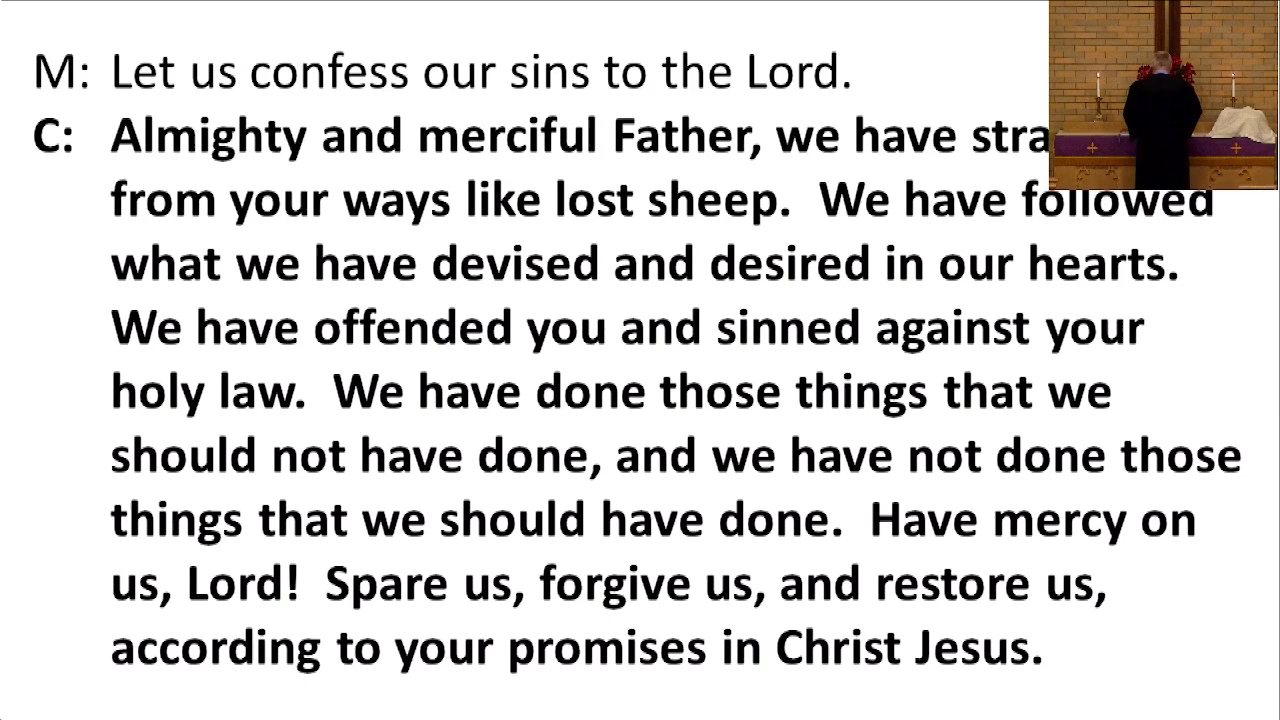 M: Let us confess our sins to the Lord.
C: Almighty and merciful Father, we have
from your ways like lost sheep. We have followed
what we have devised and desired in our hearts.
We have offended you and sinned against your
holy law. We have done those things that we
should not have done, and we have not done those
things that we should have done. Have mercy on
us, Lord! Spare us, forgive us, and restore us,
according to your promises in Christ Jesus.